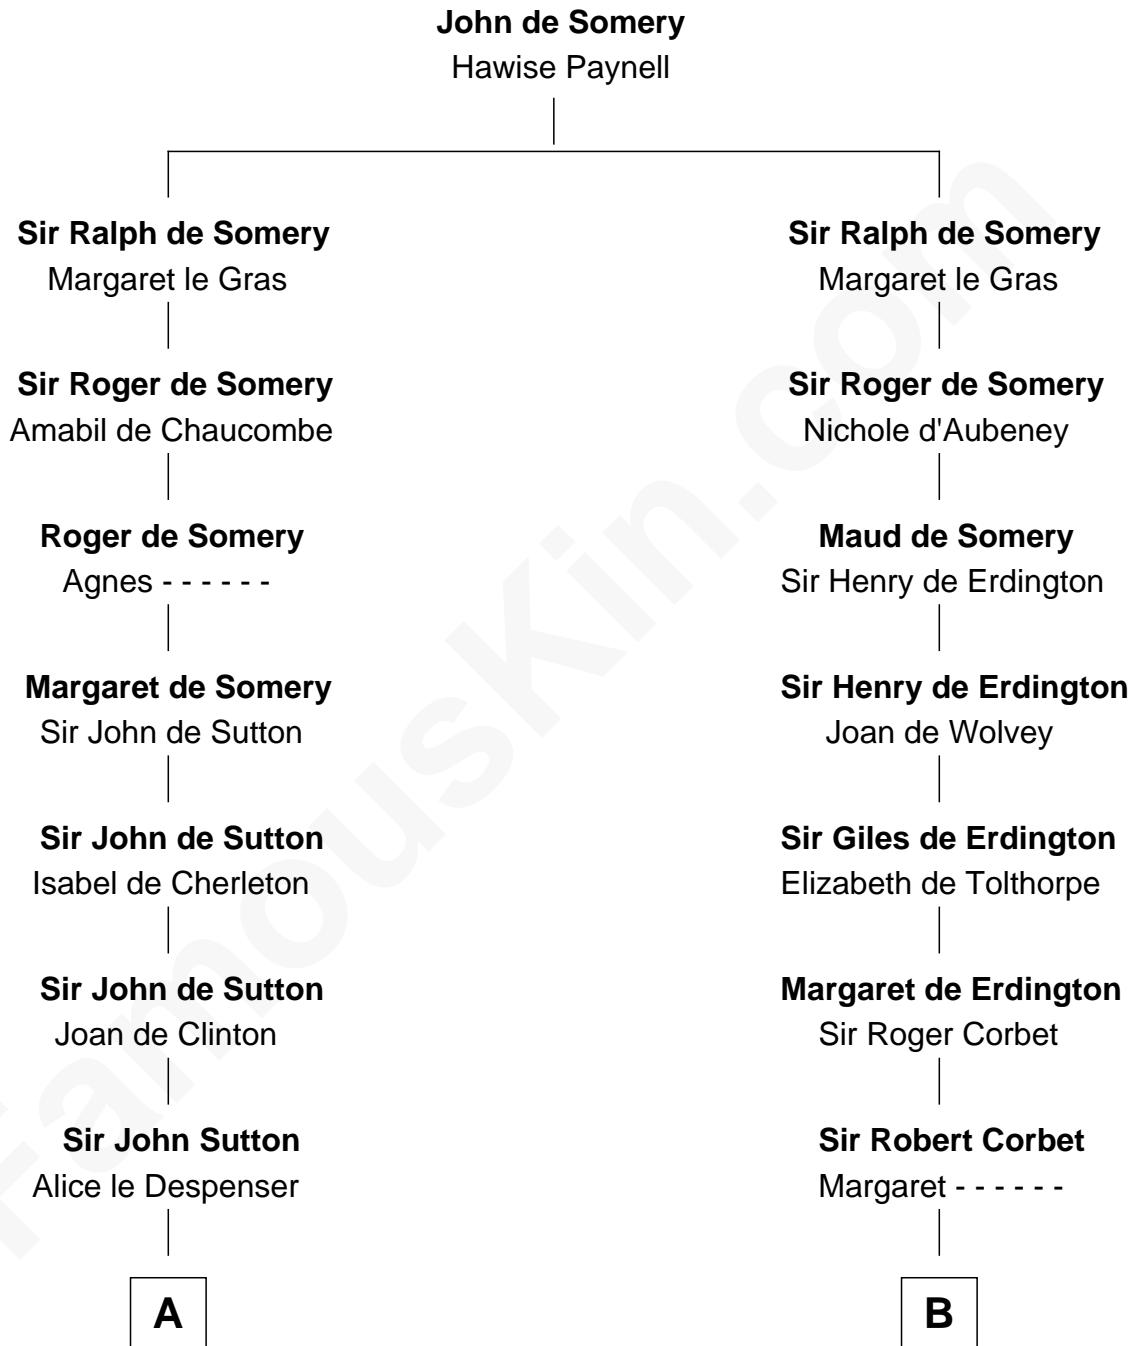 John de Somery
Hawise Paynell
Sir Ralph de Somery
Margaret le Gras
Sir Roger de Somery
Amabil de Chaucombe
Roger de Somery
Agnes - - - - - -
Margaret de Somery
Sir John de Sutton
Sir John de Sutton
Isabel de Cherleton
Sir John de Sutton
Joan de Clinton
Sir John Sutton
Alice le Despenser
A
Sir Ralph de Somery
Margaret le Gras
Sir Roger de Somery
Nichole d'Aubeney
Maud de Somery
Sir Henry de Erdington
Sir Henry de Erdington
Joan de Wolvey
Sir Giles de Erdington
Elizabeth de Tolthorpe
Margaret de Erdington
Sir Roger Corbet
Sir Robert Corbet
Margaret - - - - - -
B
FamousKin.com